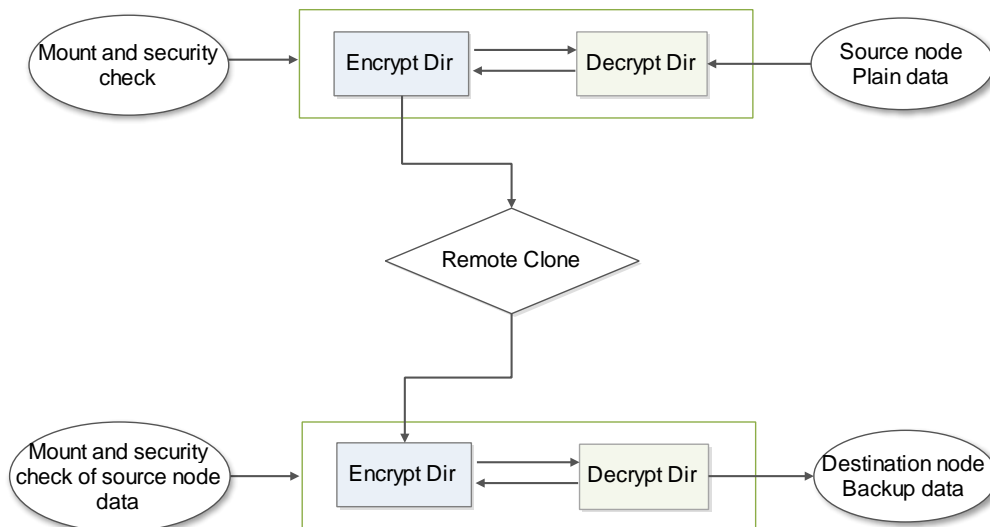 Mount and security
check
Encrypt Dir
Decrypt Dir
Source node
Plain data
Remote Clone
Mount and security
check of source node
data
Encrypt Dir
Decrypt Dir
Destination node
Backup data